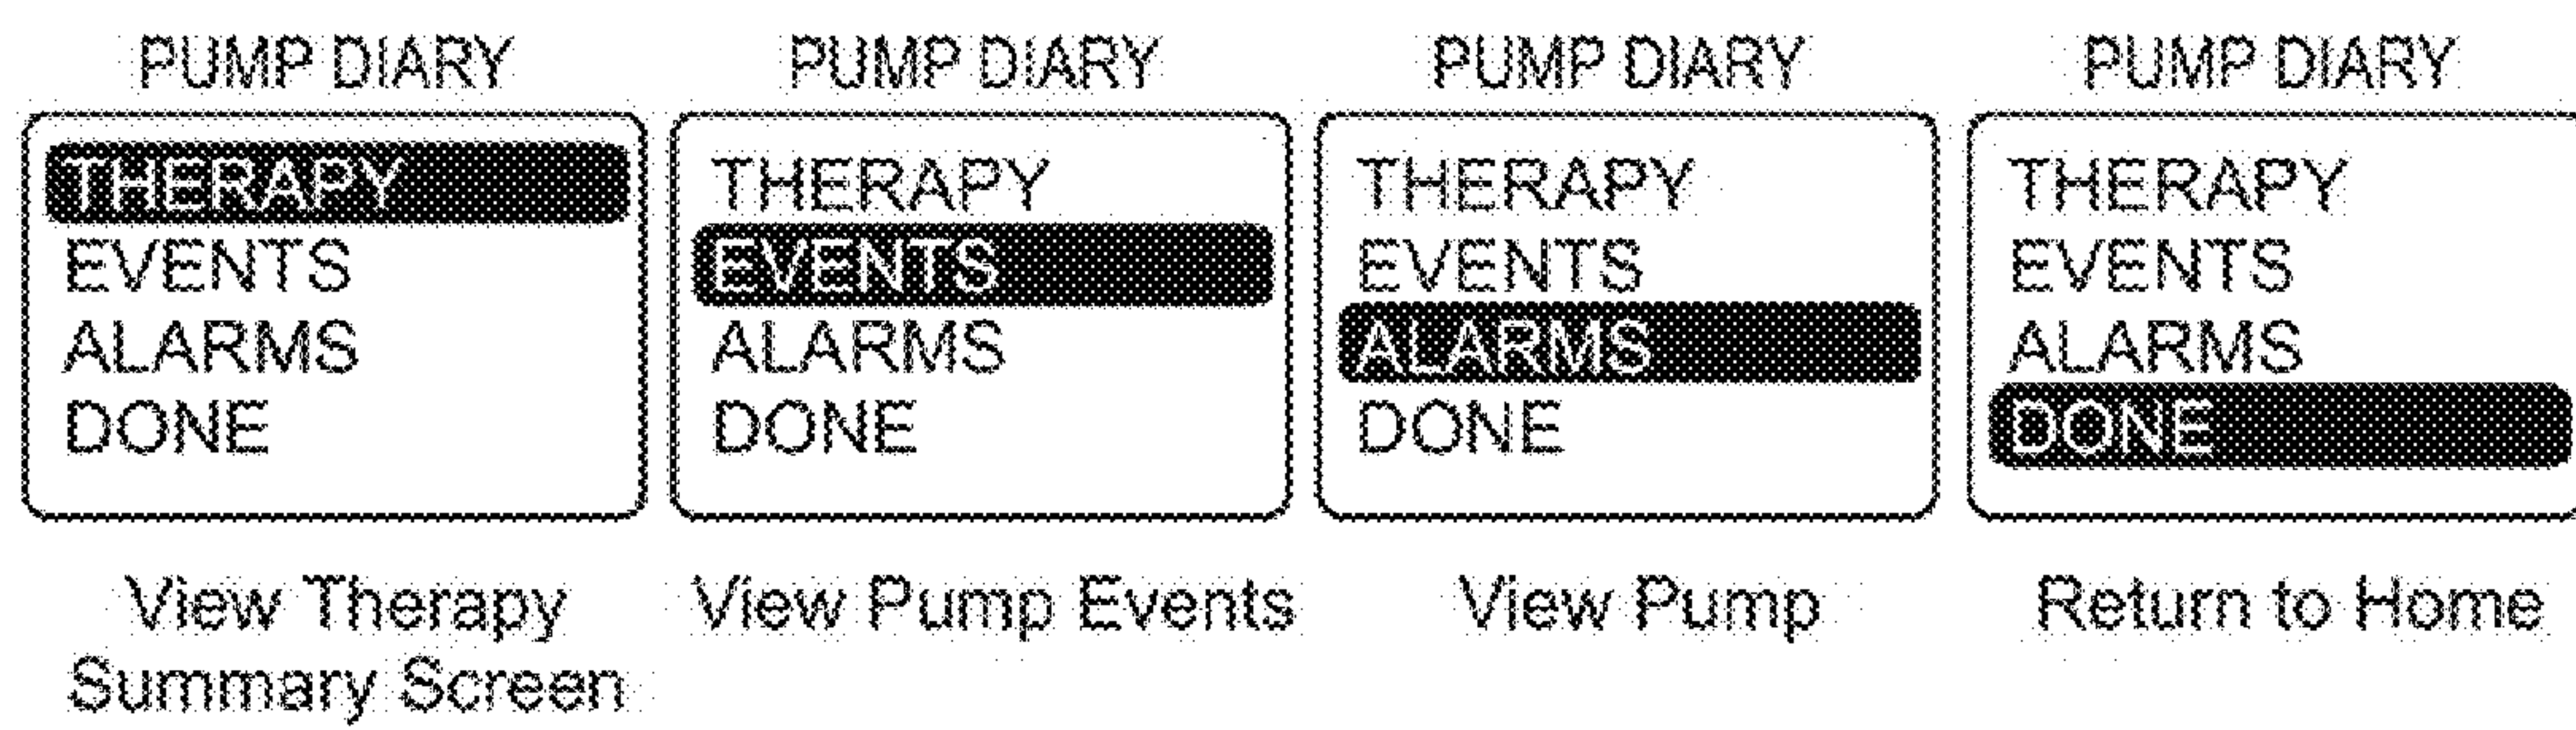 PUMP DIARY
THERAPY
EVENTS
ALARMS
DONE
View Therapy
Summary Screen
PUMP DIARY
THERAPY
EVENTS
ALARMS
DONE
View Pump Events
PUMP DIARY
THERAPY
EVENTS
ALARMS
DONE
View Pump
PUMP DIARY
THERAPY
EVENTS
ALARMS
DONE
Return to Home